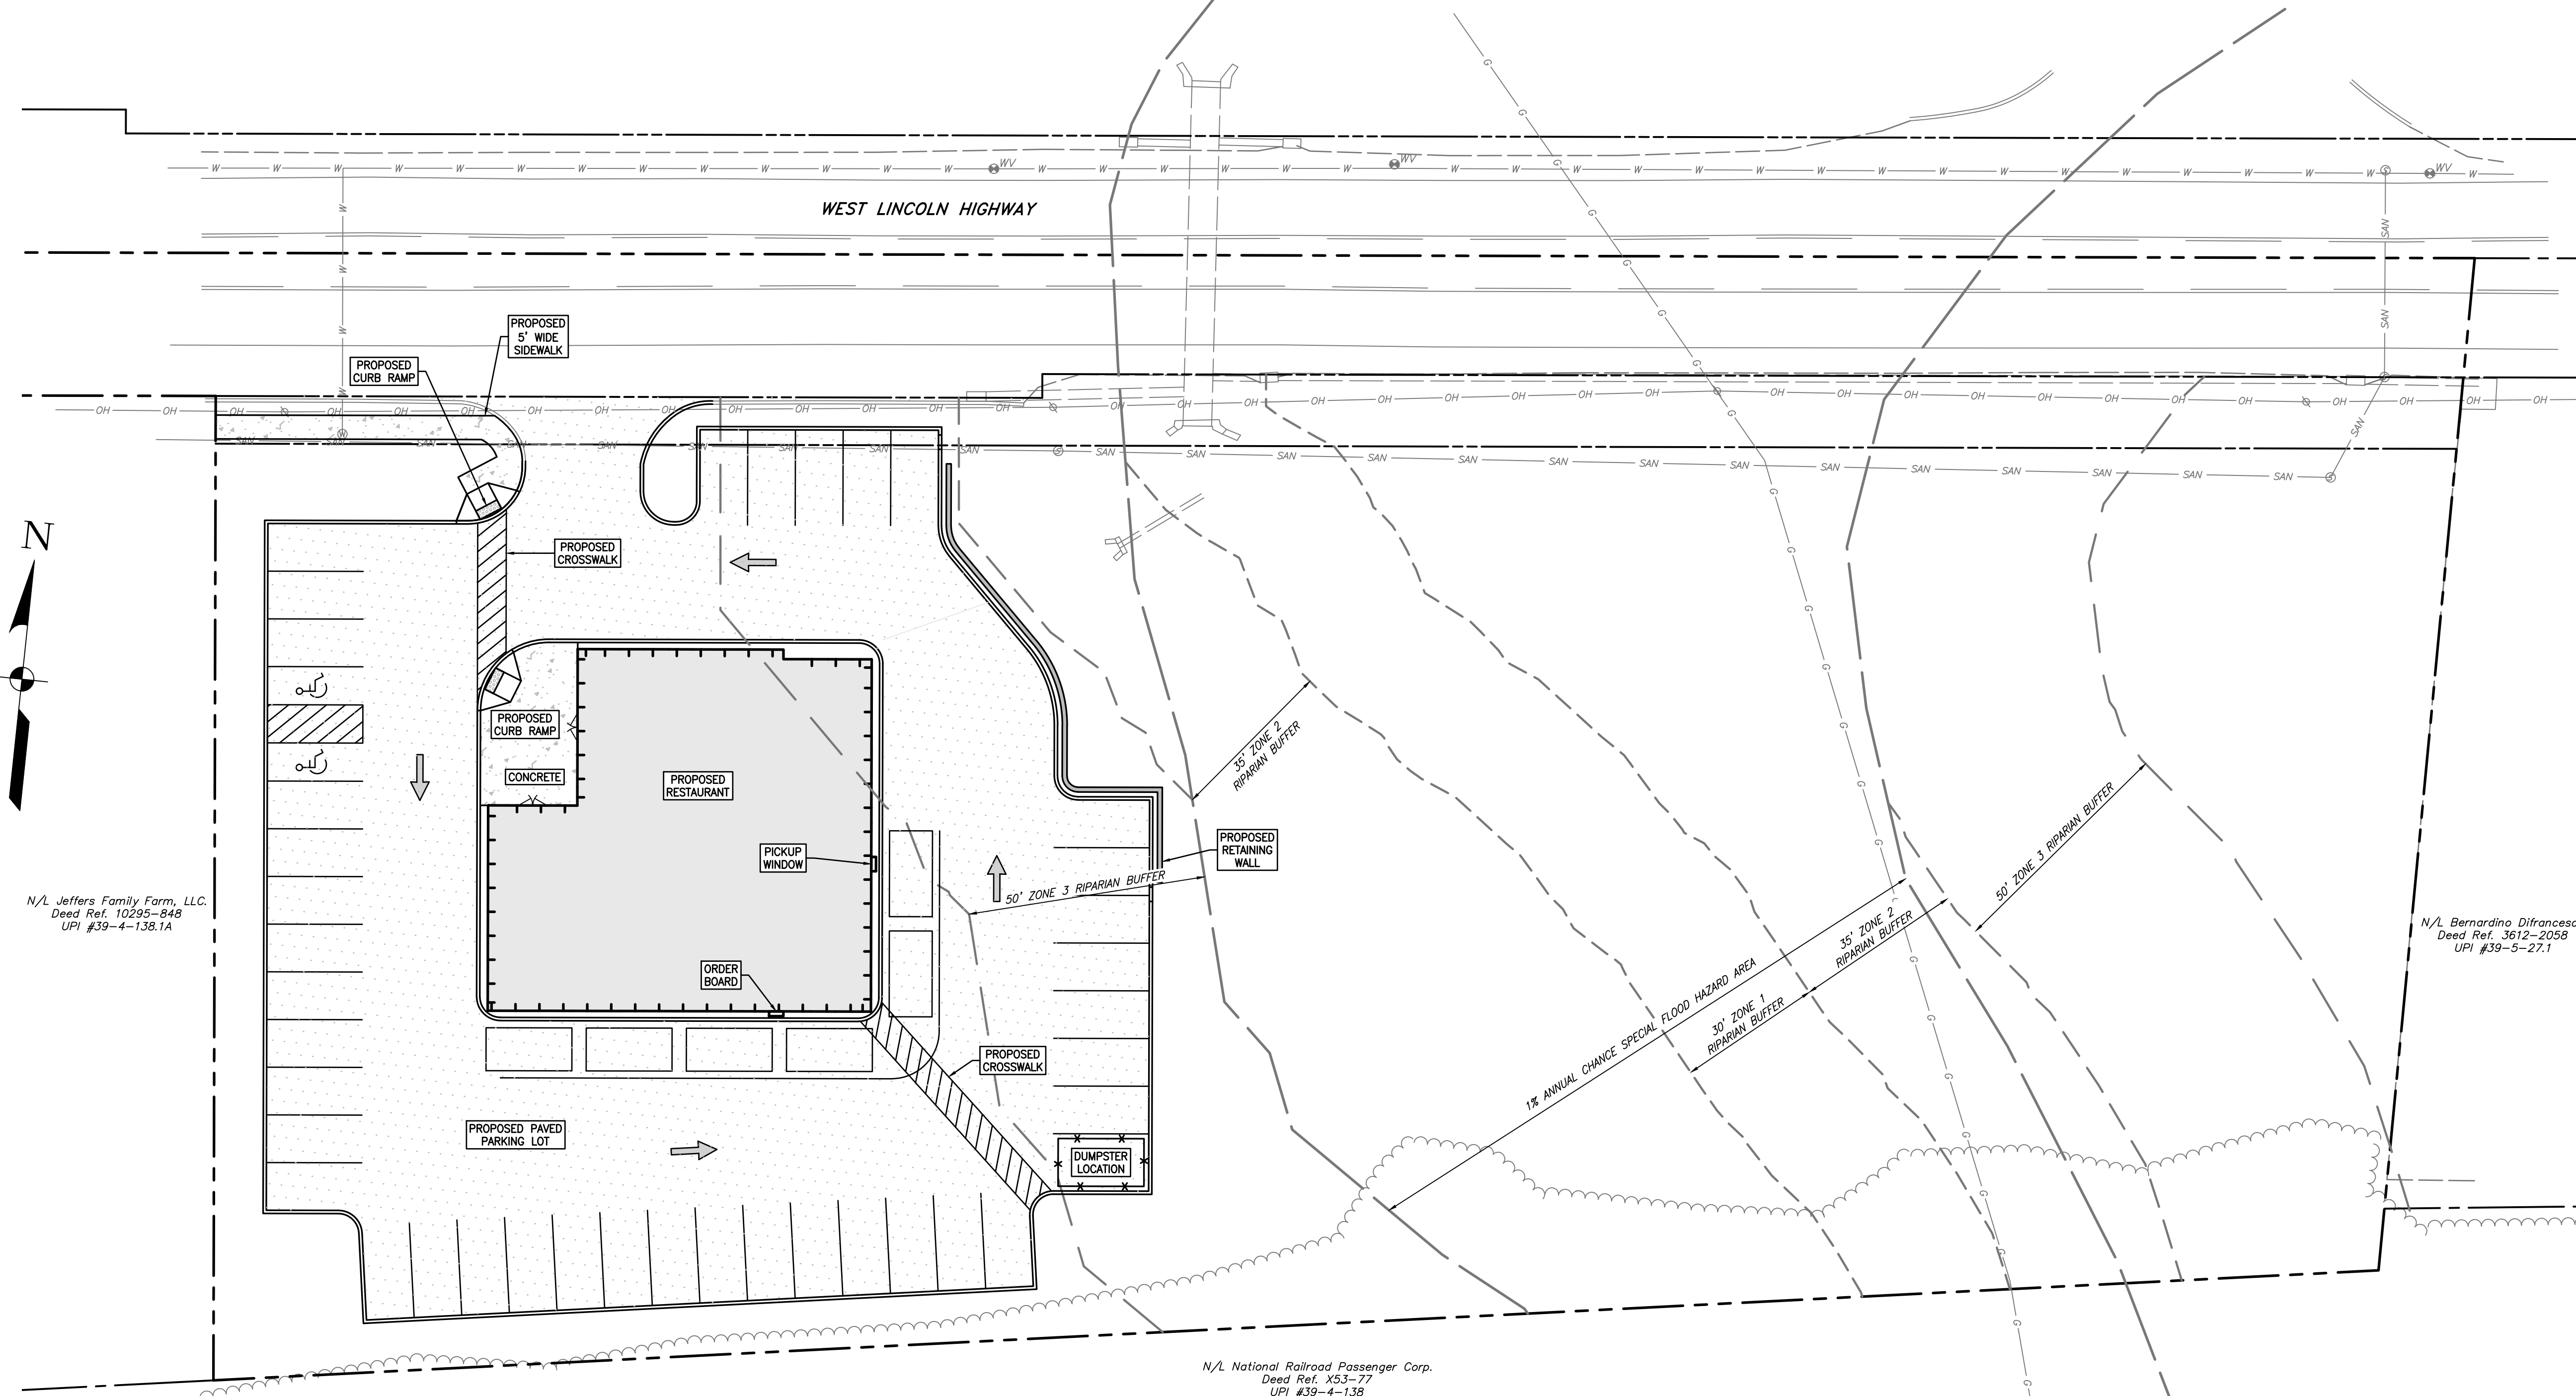 WV
WV
WV
WEST LINCOLN HIGHWAY
PROPOSED
5' WIDE
SIDEWALK
PROPOSED
CURB RAMP
N
PROPOSED
CROSSWALK
PROPOSED
CURB RAMP
CONCRETE
PROPOSED
RESTAURANT
35' ZONE 2
RIPARIAN BUFFER
PICKUP
WINDOW
PROPOSED
RETAINING
WALL
50' ZONE 3 RIPARIAN BUFFER
50' ZONE 3 RIPARIAN BUFFER
N/L Jeffers Family Farm, LLC.
Deed Ref. 10295-848
UPI #39-4-138.1A
35' ZONE 2
RIPARIAN BUFFER
N/L Bernardino Difrancesc
Deed Ref. 3612-2058
UPI #39-5-27.1
ORDER
BOARD
1% ANNUAL CHANCE SPECIAL FLOOD HAZARD AREA
30' ZONE 1
RIPARIAN BUFFER
PROPOSED
CROSSWALK
PROPOSED PAVED
PARKING LOT
DUMPSTER
LOCATION
N/L National Railroad Passenger Corp.
Deed Ref. X53-77
UPI #39-4-138